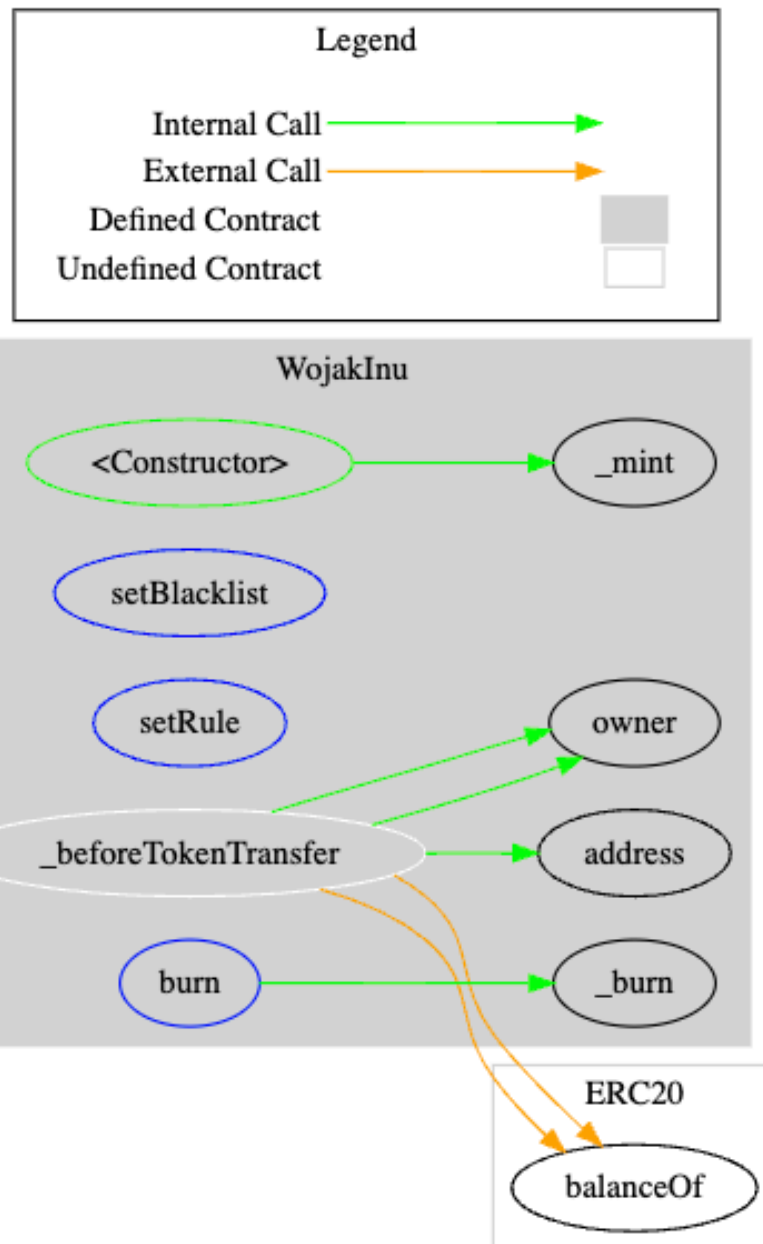 Legend
Internal Call
External Call
Defined Contract
Undefined Contract
WojakInu
<Constructor>
_mint
setBlacklist
setRule
owner
_beforeTokenTransfer
address
burn
_burn
ERC20
balanceOf